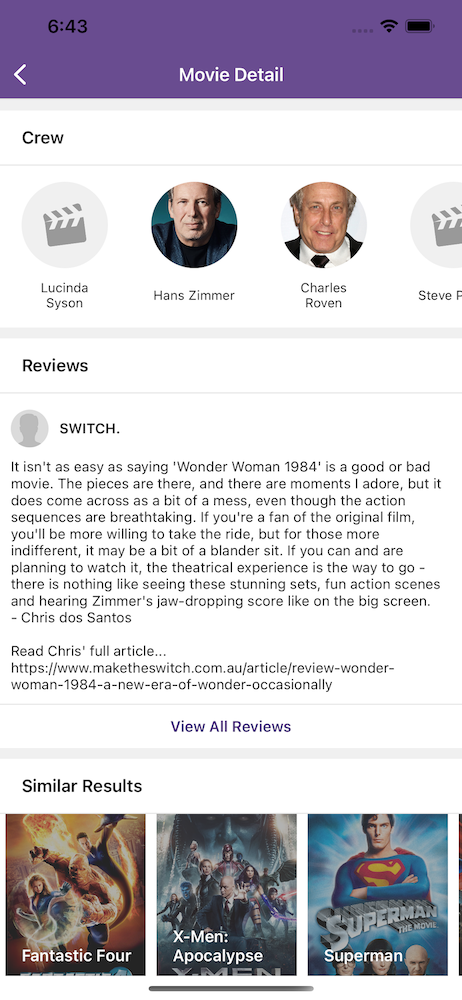 6:43
Movie Detail
Crew
Lucinda
Syson
Hans Zimmer
Charles
Roven
Steve P
Reviews
SWITCH.
It isn't as easy as saying 'Wonder Woman 1984' is a good or bad
movie. The pieces are there, and there are moments I adore, but it
does come across as a bit of a mess, even though the action
sequences are breathtaking. If you're a fan of the original film,
you'll be more willing to take the ride, but for those more
indifferent, it may be a bit of a blander sit. If you can and are
planning to watch it, the theatrical experience is the way to go -
there is nothing like seeing these stunning sets, fun action scenes
and hearing Zimmer's jaw-dropping score like on the big screen.
- Chris dos Santos
Read Chris' full article...
https://www.maketheswitch.com.au/article/review-wonder-
woman-1984-a-new-era-of-wonder-occasionally
View All Reviews
Similar Results
SUPERMAN
THE MOVIE
Fantastic Four
X-Men:
Apocalypse
Superman
X-MEN